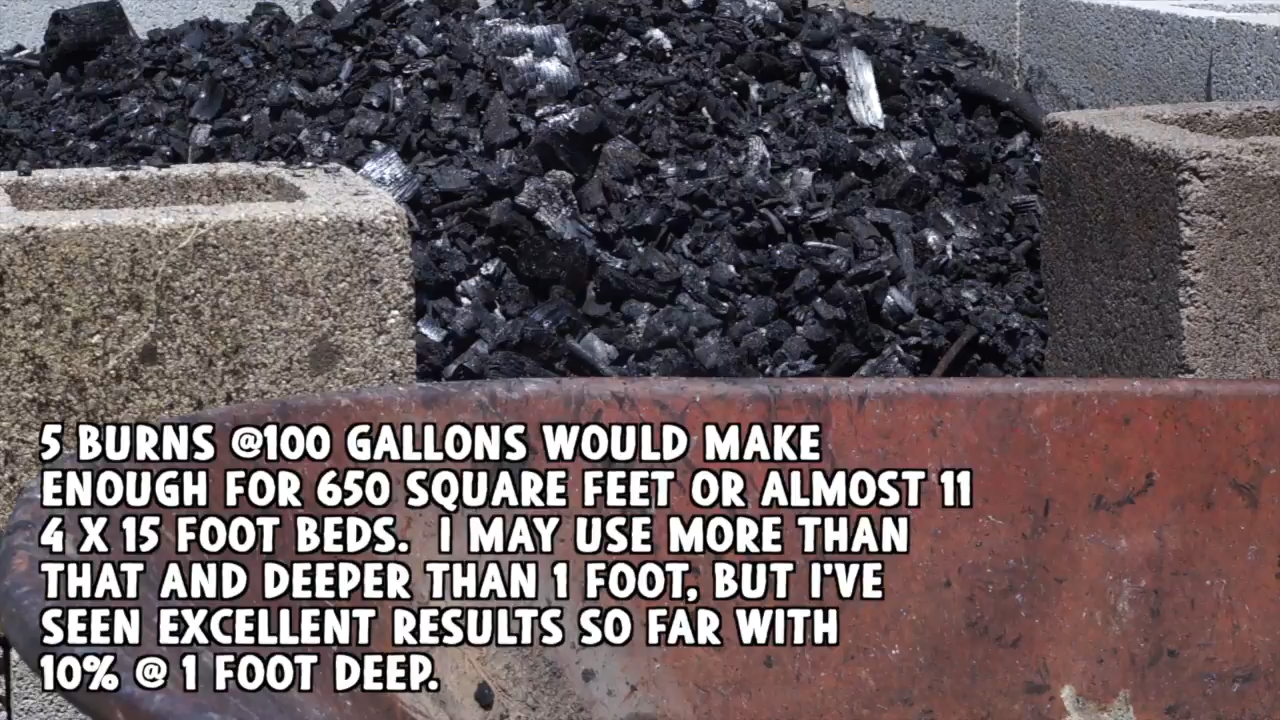 5 BURNS @100 GALLONS WOULD MAKE
ENOUGH FOR 650 SQUARE FEET OR ALMOST 11
4 X 15 FOOT BEDS.  I MAY USE MORE THAN
THAT AND DEEPER THAN 1 FOOT, BUT I'VE
SEEN EXCELLENT RESULTS SO FAR WITH
10% @ 1 FOOT DEEP.